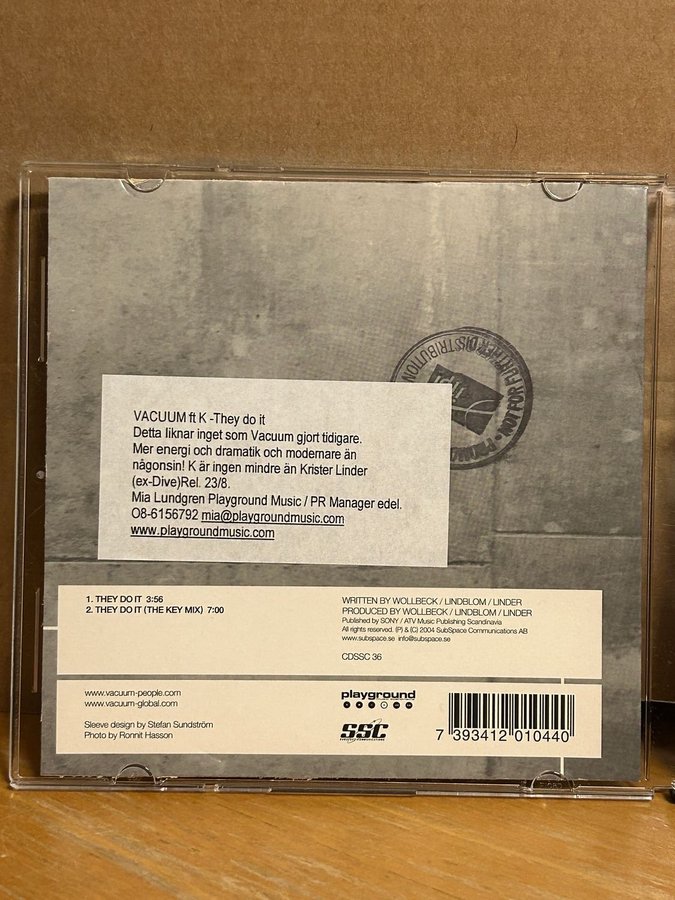 NOT FOR FURTHER DISTRIBUTION
ifpi
VACUUM ft K -They do it
Detta liknar inget som Vacuum gjort tidigare.
Mer energi och dramatik och modernare än
någonsin! K är ingen mindre än Krister Linder
(ex-Dive)Rel. 23/8.
Mia Lundgren Playground Music / PR Manager edel.
O8-6156792 mia@playgroundmusic.com
www.playgroundmusic.com
1. THEY DO IT 3:56
2. THEY DO IT (THE KEY MIX) 7:00
WRITTEN BY WOLLBECK / LINDBLOM / LINDER
PRODUCED BY WOLLBECK / LINDBLOM / LINDER
Published by SONY / ATV Music Publishing Scandinavia
All rights reserved. (P) & (C) 2004 SubSpace Communications AB
www.subspace.se info@subspace.se
CDSSC 36
www.vacuum-people.com
www.vacuum-global.com
Sleeve design by Stefan Sundström
Photo by Ronnit Hasson
playground
SSC
7 393412 010440